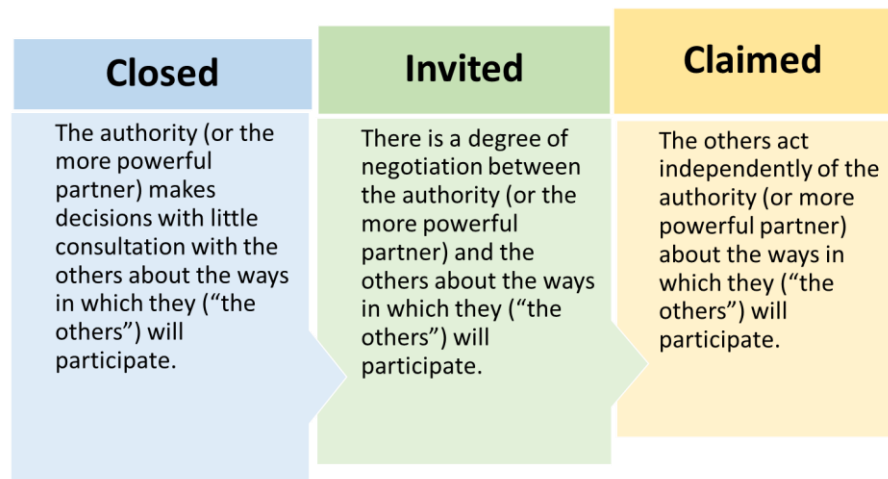 Closed
The authority (or the
more powerful
partner) makes
decisions with little
consultation with the
others about the ways
in which they (“the
others”) will
participate.
Invited
There is a degree of
negotiation between
the authority (or the
more powerful
partner) and the
others about the ways
in which they (“the
others”) will
participate.
Claimed
The others act
independently of the
authority (or more
powerful partner)
about the ways in
which they (“the
others”) will
participate.